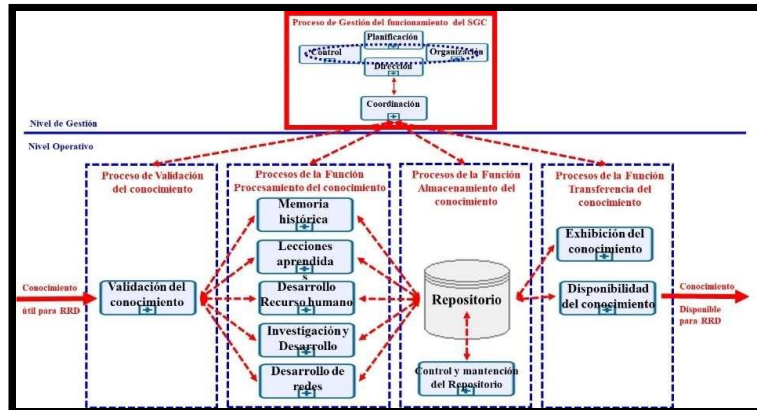 Proceso de Gestión del funcionamiento del SGC
Planificación
Control
Organización
Dirección
Coordinación
Nivel de Gestión
Nivel Operativo
Proceso de Validación
del conocimiento
Procesos de la Función
Procesamiento del conocimiento
Procesos de la Función
Almacenamiento del
conocimiento
Procesos de la Función
Transferencia del
conocimiento
Memoria
histórica
Lecciones
aprendida
s
Desarrollo
Recurso humano
Investigación y
Desarrollo
Desarrollo de
redes
Validación del
conocimiento
Conocimiento
útil para RRD
Repositorio
Control y mantención
del Repositorio
Exhibición del
conocimiento
Disponibilidad
del conocimiento
Conocimiento
Disponible
para RRD